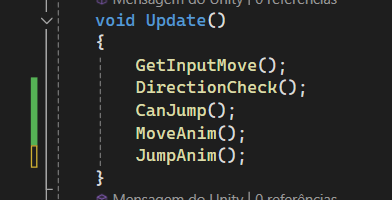 Mensagem do Unity | 0 referências
void Update()
{
GetInputMove();
DirectionCheck();
CanJump();
MoveAnim();
JumpAnim();
}
Mensagem do Unity | 0 referências